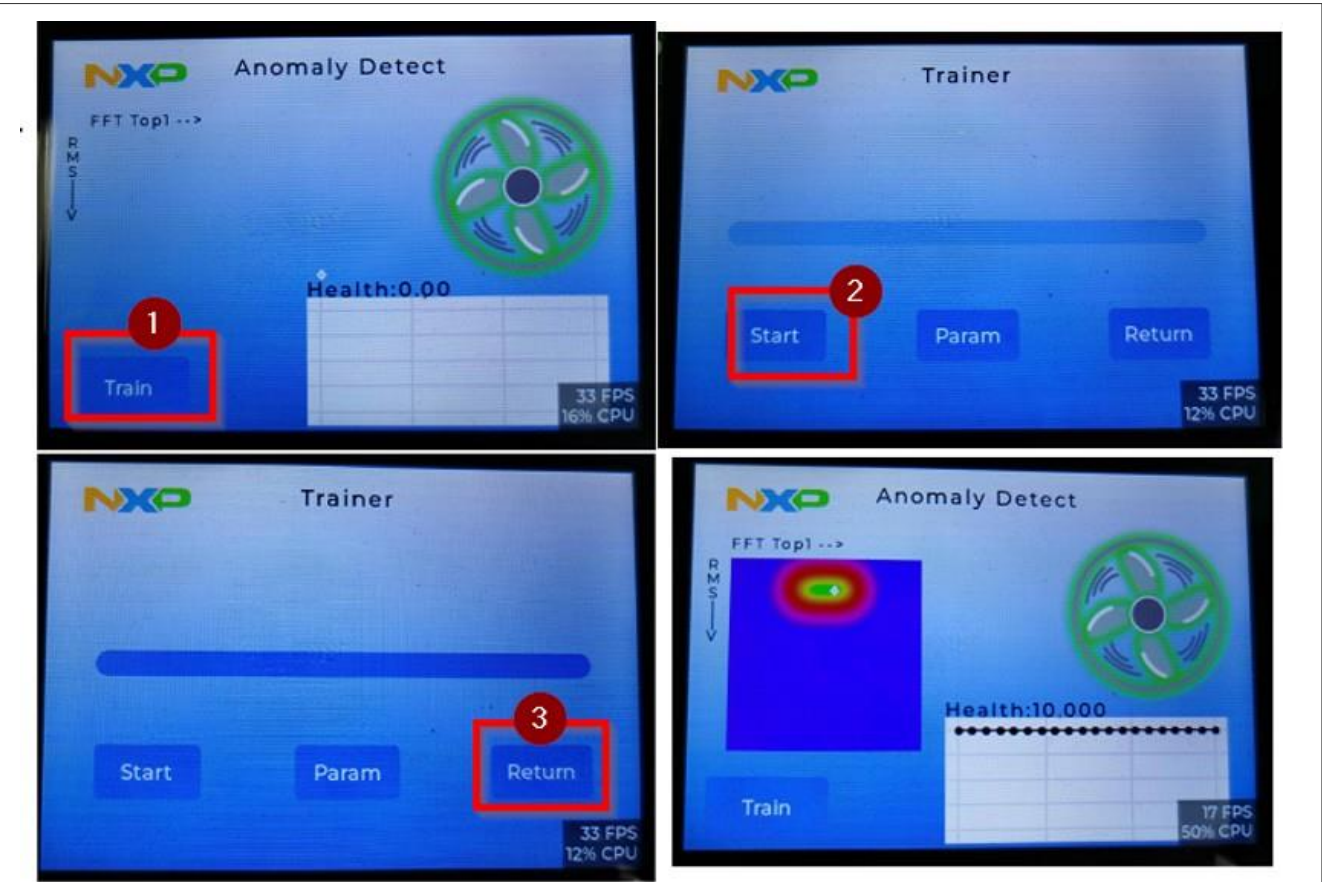 NXP Anomaly Detect
FFT Top1 -->
RMS
V
Health:0.00
1
Train
33 FPS
16% CPU
NXP Trainer
2
Start Param Return
33 FPS
12% CPU
NXP Trainer
3
Start Param Return
33 FPS
12% CPU
NXP Anomaly Detect
FFT Top1 -->
RMS
V
Health:10.000
Train
17 FPS
50% CPU